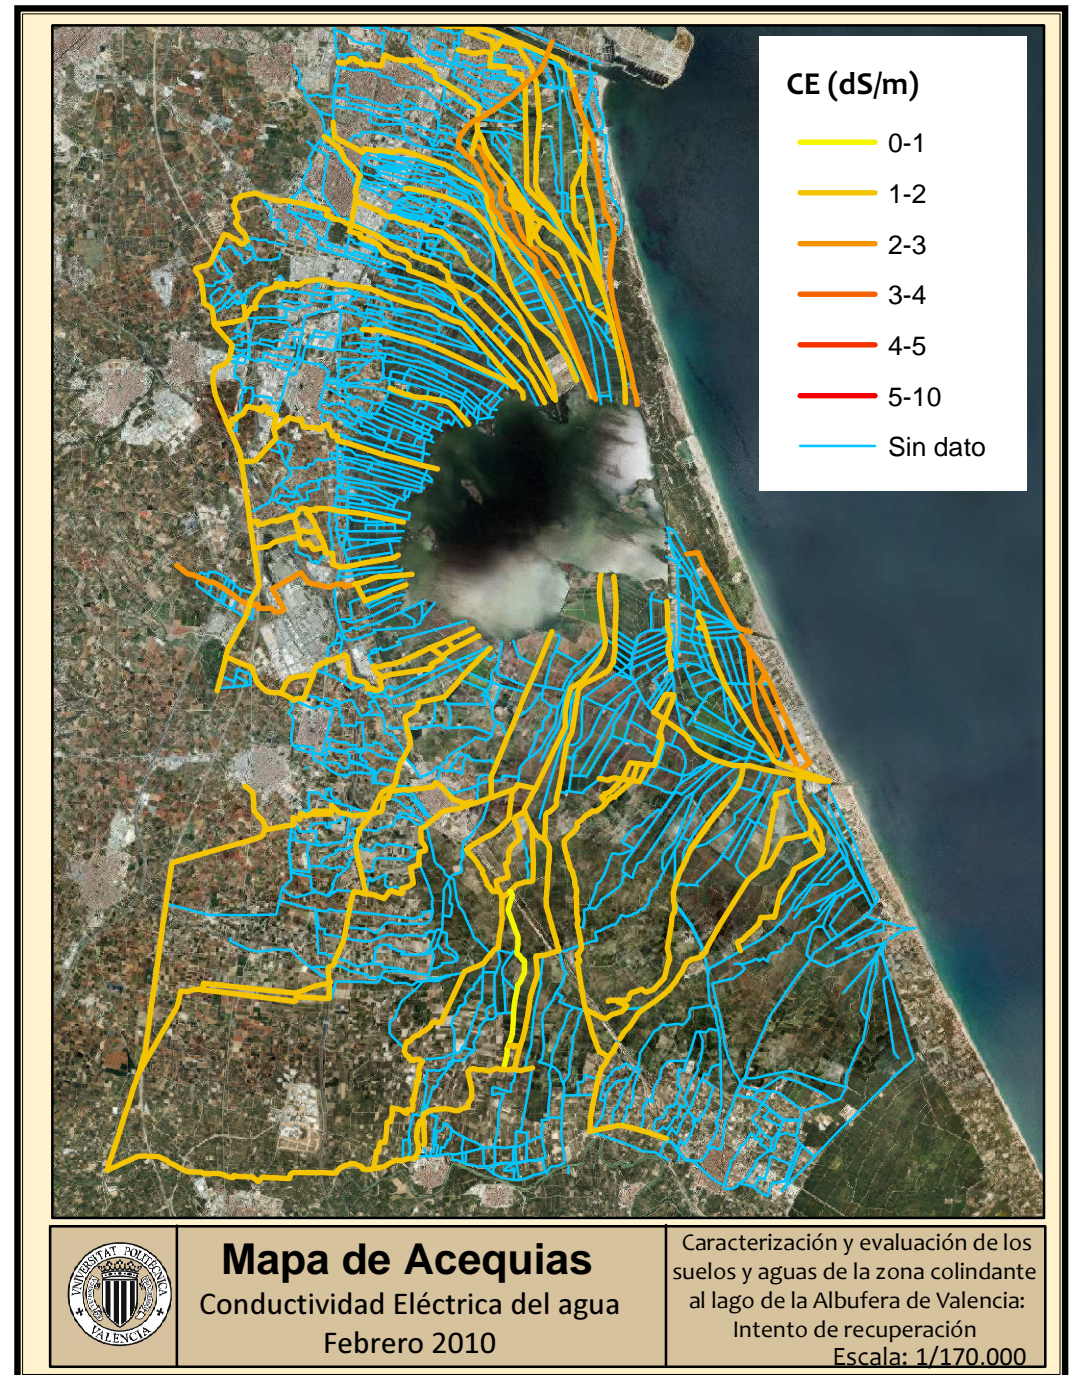 CE (dS/m)
0-1
1-2
2-3
3-4
4-5
5-10
Sin dato
UNIVERSITAT POLITÈCNICA
VALENCIA
Mapa de Acequias
Conductividad Eléctrica del agua
Febrero 2010
Caracterización y evaluación de los
suelos y aguas de la zona colindante
al lago de la Albufera de Valencia:
Intento de recuperación
Escala: 1/170.000